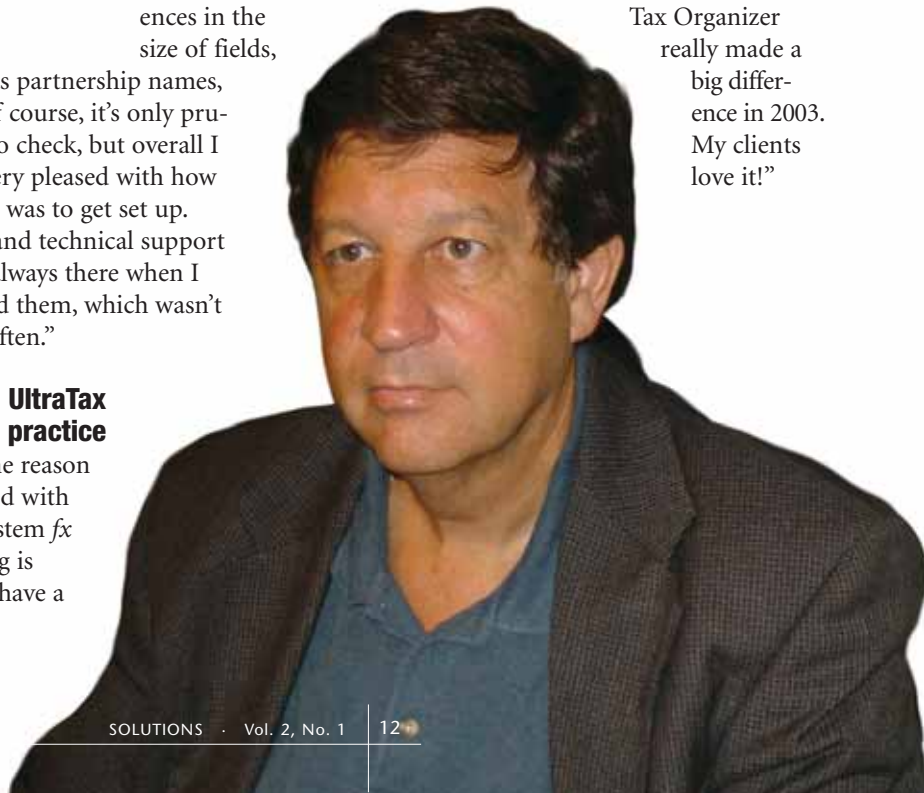 ences in the
size of fields,
s partnership names,
course, it's only pru-
o check, but overall I
ery pleased with how
was to get set up.
and technical support
always there when I
d them, which wasn't
ften.”
UltraTax
practice
ne reason
d with
stem fx
g is
have a
Tax Organizer
really made a
big differ-
ence in 2003.
My clients
love it!”
SOLUTIONS · Vol. 2, No. 1 12